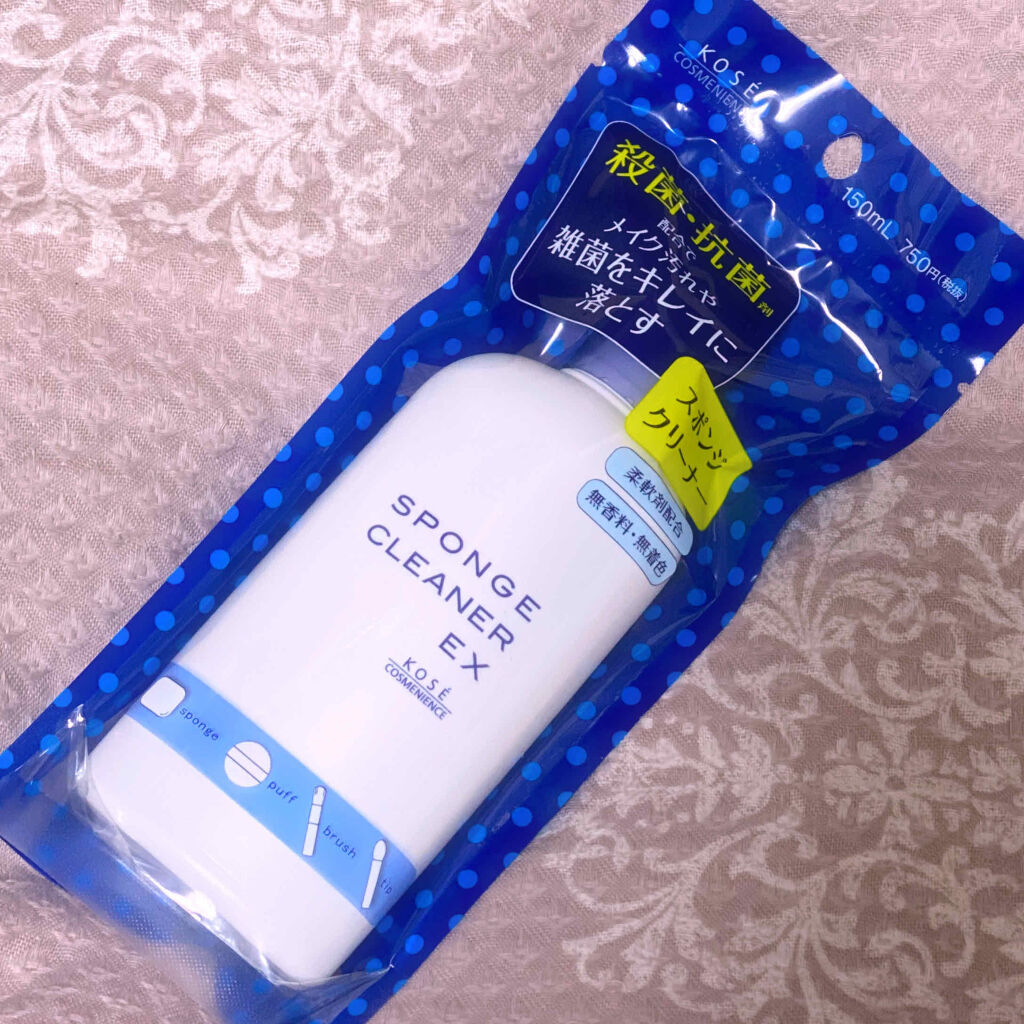 KOSÉ
COSMENIENCE
150mL 750円(税抜)
殺菌・抗菌剤
配合で
メイク汚れや
雑菌をキレイに
落とす
スポンジ
クリーナー
柔軟剤配合
無香料・無着色
SPONGE
CLEANER
EX
KOSÉ
COSMENIENCE
sponge
puff
brush
tip